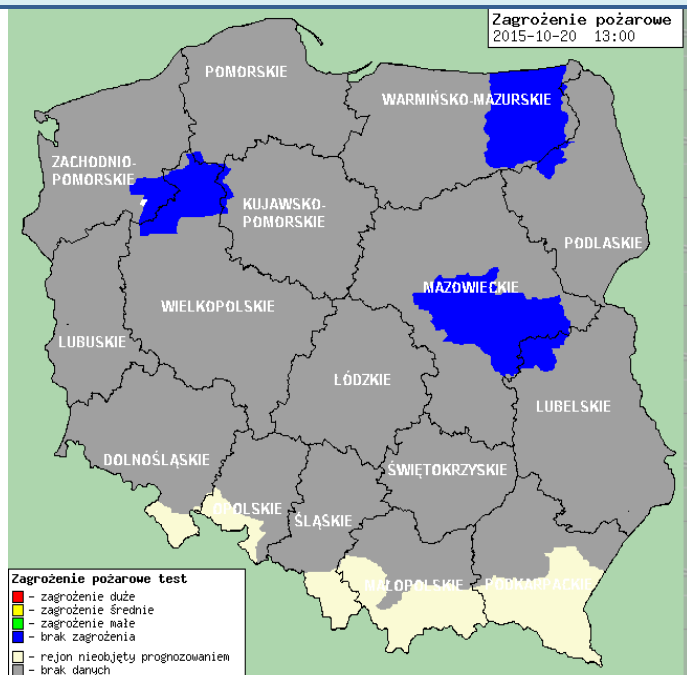 Zagrożenie pożarowe
2015-10-20 13:00
POMORSKIE
WARMIŃSKO-MAZURSKIE
ZACHODNIO-
POMORSKIE
KUJAWSKO-
POMORSKIE
PODLASKIE
MAZOWIECKIE
WIELKOPOLSKIE
LUBUSKIE
ŁÓDZKIE
LUBELSKIE
DOLNOŚLĄSKIE
ŚWIĘTOKRZYSKIE
OPOLSKIE
ŚLĄSKIE
MAŁOPOLSKIE
PODKARPACKIE
Zagrożenie pożarowe test
- zagrożenie duże
- zagrożenie średnie
- zagrożenie małe
- brak zagrożenia
- rejon nieobjęty prognozowaniem
- brak danych